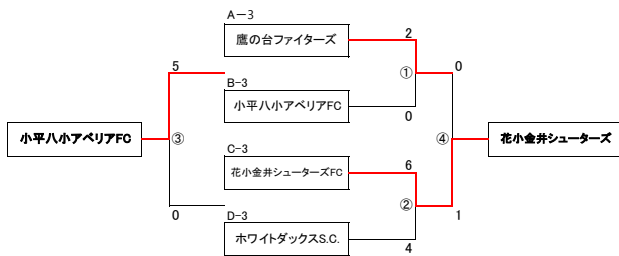 A-3
鷹の台ファイターズ
2
0
5
①
B-3
小平八小アベリアFC
0
小平八小アベリアFC
③
④
花小金井シューターズ
C-3
花小金井シューターズFC
6
②
0
D-3
1
ホワイトダックスS.C.
4